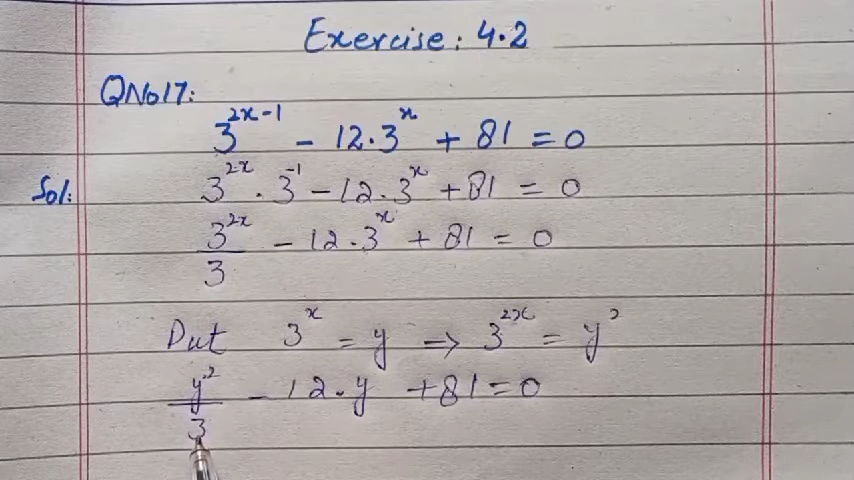 Exercise: 4.2
QNo17:
3^{2x-1} - 12.3^x + 81 = 0
Sol: 3^{2x} . 3^{-1} - 12.3^x + 81 = 0
3^{2x}/3 - 12.3^x + 81 = 0
Put 3^x = y => 3^{2x} = y^2
y^2/3 - 12.y + 81 = 0